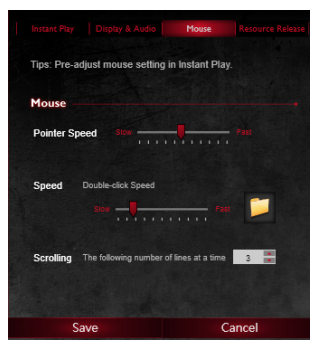 Instant Play Display & Audio Mouse Resource Release
Tips: Pre-adjust mouse setting in Instant Play.
Mouse
Pointer Speed Slow Fast
Speed Double-click Speed
Slow Fast
Scrolling The following number of lines at a time 3
Save Cancel